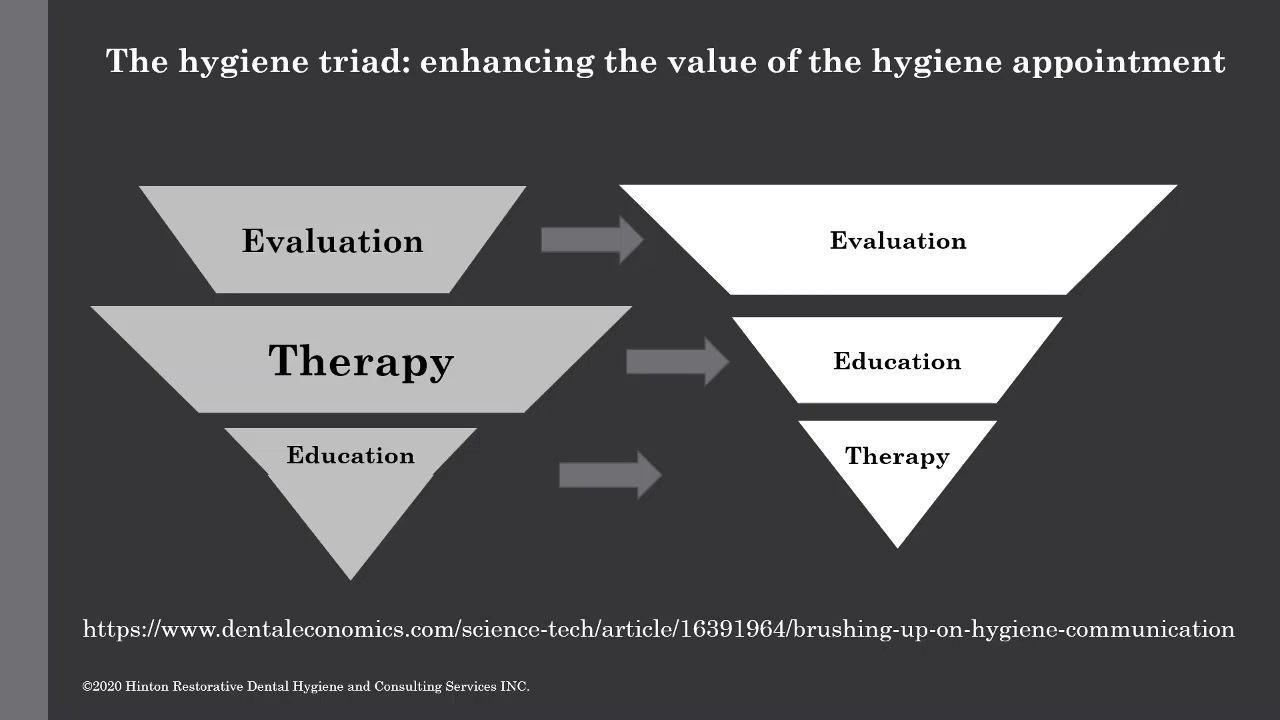 The hygiene triad: enhancing the value of the hygiene appointment
Evaluation
Therapy
Education
Evaluation
Education
Therapy
https://www.dentaleconomics.com/science-tech/article/16391964/brushing-up-on-hygiene-communication
©2020 Hinton Restorative Dental Hygiene and Consulting Services INC.